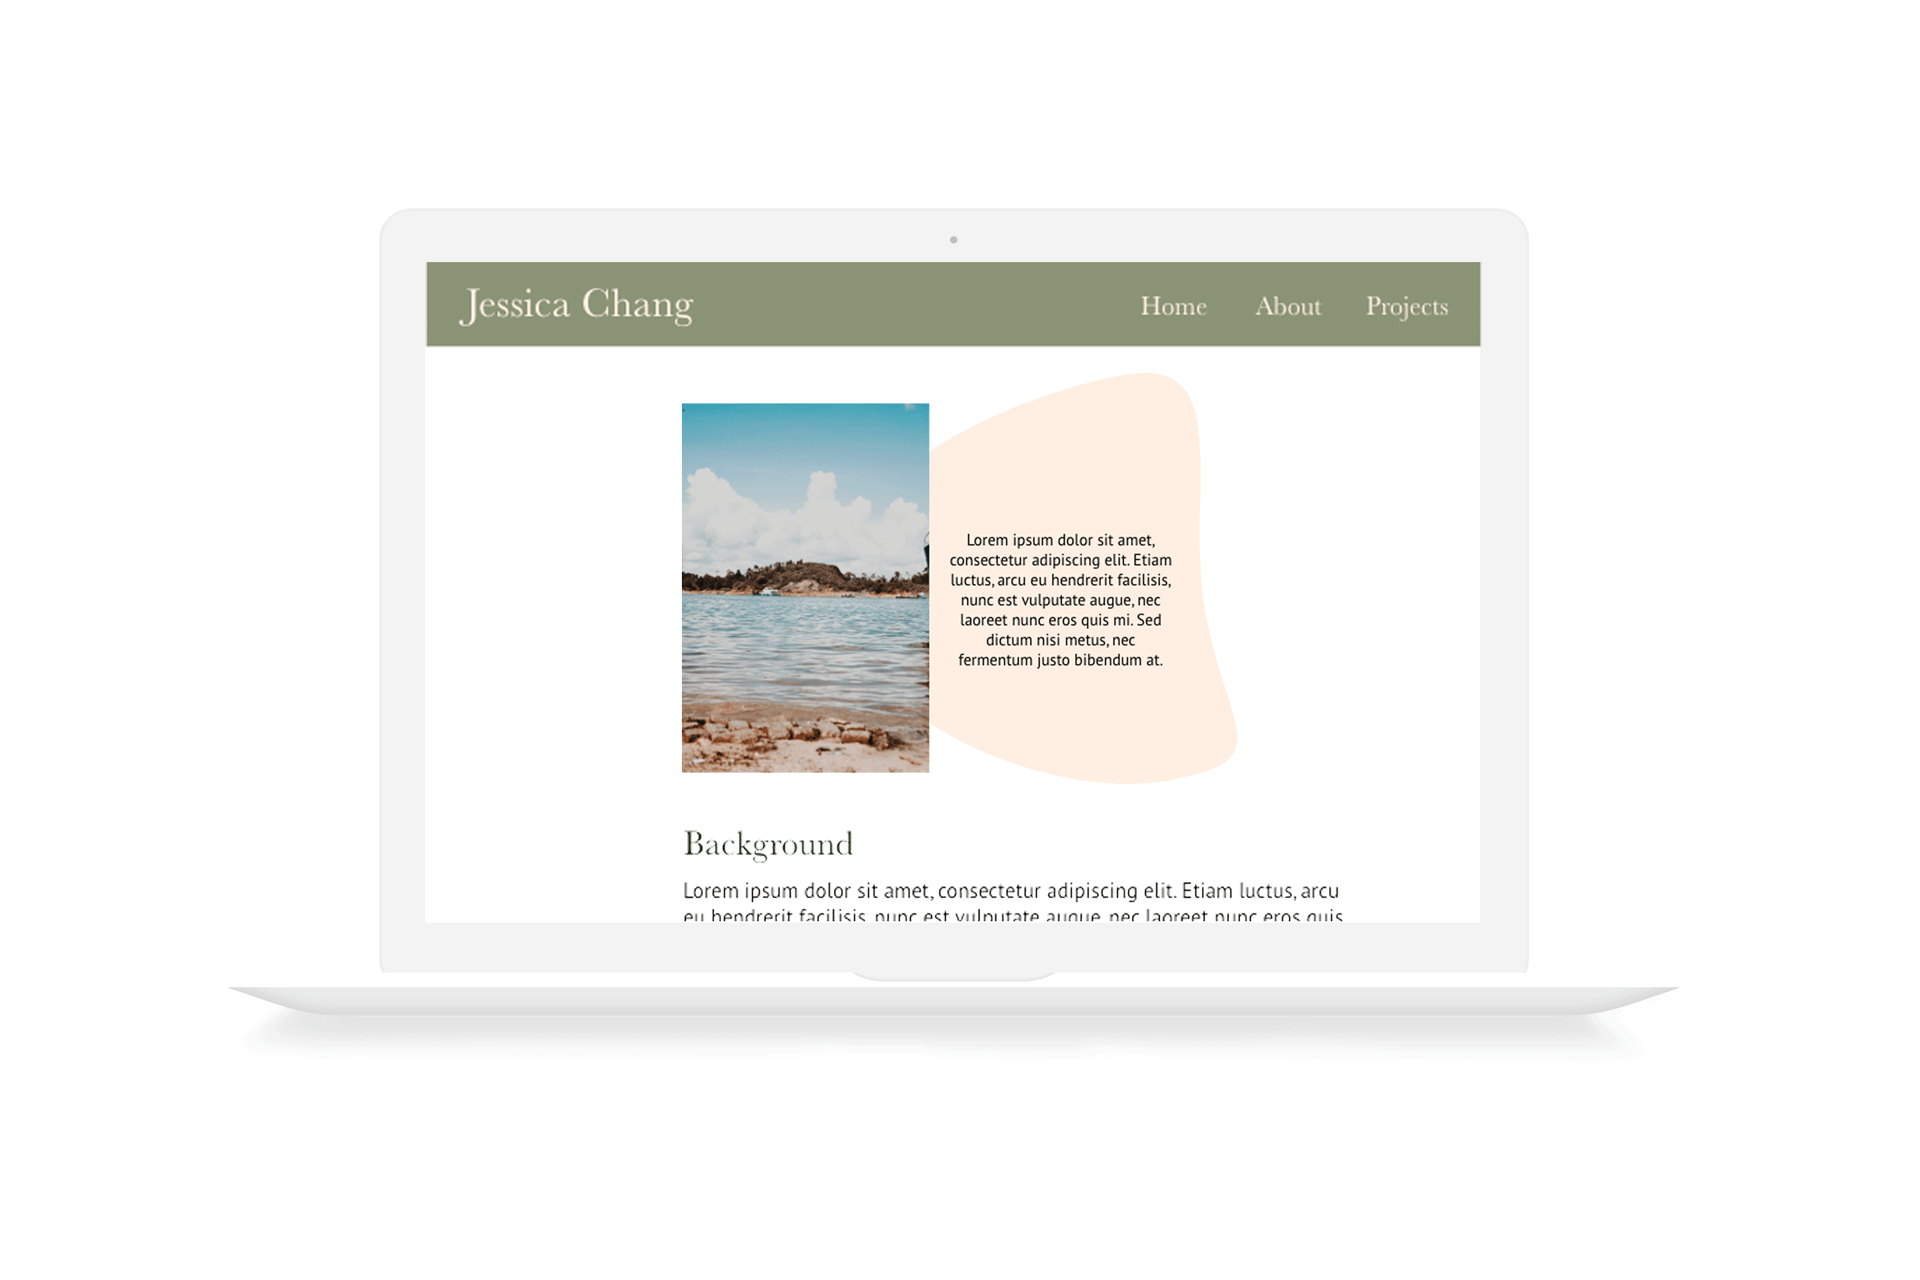 Jessica Chang
Home About Projects
Lorem ipsum dolor sit amet,
consectetur adipiscing elit. Etiam
luctus, arcu eu hendrerit facilisis,
nunc est vulputate augue, nec
laoreet nunc eros quis mi. Sed
dictum nisi metus, nec
fermentum justo bibendum at.
Background
Lorem ipsum dolor sit amet, consectetur adipiscing elit. Etiam luctus, arcu
eu hendrerit facilisis, nunc est vulputate augue, nec laoreet nunc eros quis